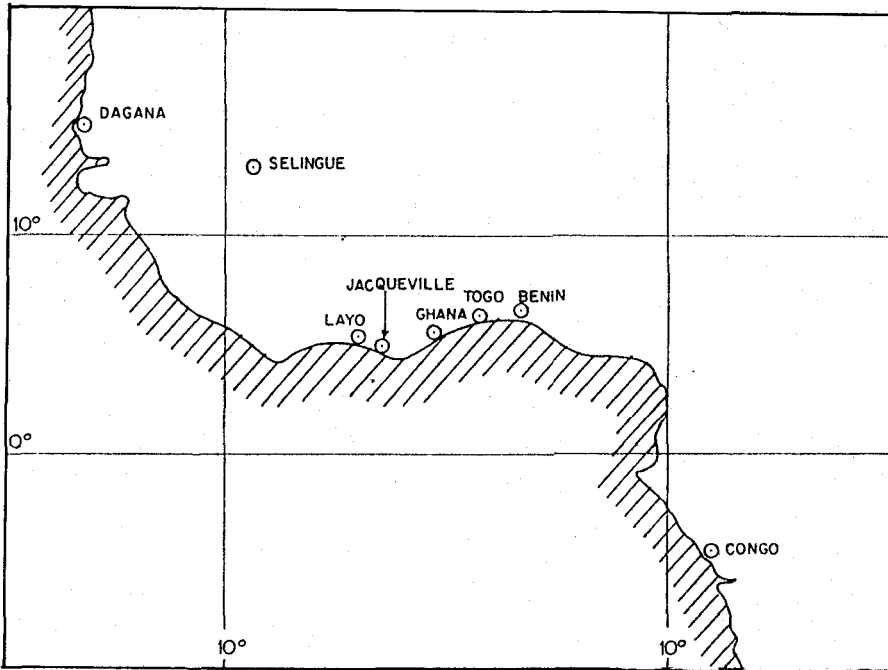 DAGANA
SELINGUE
10°
JACQUEVILLE
TOGO BENIN
GHANA
LAYO
0°
CONGO
10° 10°